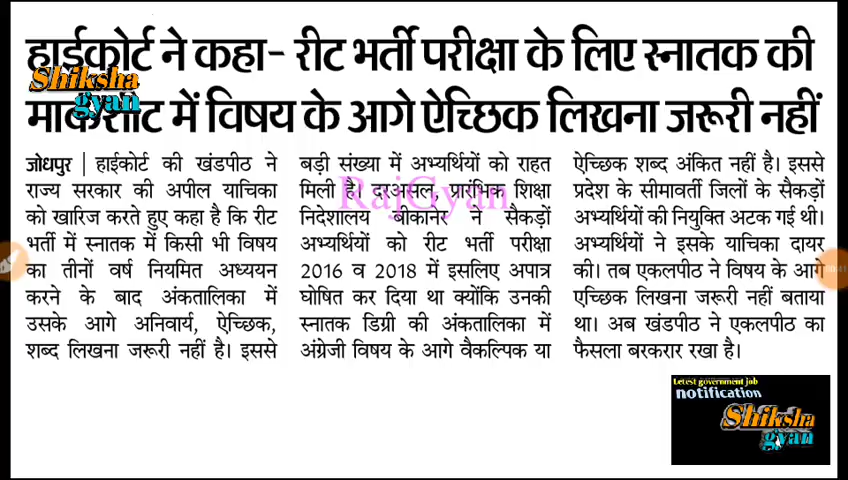 हाईकोर्ट ने कहा- रीट भर्ती परीक्षा के लिए स्नातक की
मार्कशीट में विषय के आगे ऐच्छिक लिखना जरूरी नहीं
Shiksha
gyan
जोधपुर | हाईकोर्ट की खंडपीठ ने
राज्य सरकार की अपील याचिका
को खारिज करते हुए कहा है कि रीट
भर्ती में स्नातक में किसी भी विषय
का तीनों वर्ष नियमित अध्ययन
करने के बाद अंकतालिका में
उसके आगे अनिवार्य, ऐच्छिक,
शब्द लिखना जरूरी नहीं है। इससे
बड़ी संख्या में अभ्यर्थियों को राहत
मिली है। दरअसल, प्रारंभिक शिक्षा
निदेशालय बीकानेर ने सैकड़ों
अभ्यर्थियों को रीट भर्ती परीक्षा
2016 व 2018 में इसलिए अपात्र
घोषित कर दिया था क्योंकि उनकी
स्नातक डिग्री की अंकतालिका में
अंग्रेजी विषय के आगे वैकल्पिक या
ऐच्छिक शब्द अंकित नहीं है। इससे
प्रदेश के सीमावर्ती जिलों के सैकड़ों
अभ्यर्थियों की नियुक्ति अटक गई थी।
अभ्यर्थियों ने इसके याचिका दायर
की। तब एकलपीठ ने विषय के आगे
एच्छिक लिखना जरूरी नहीं बताया
था। अब खंडपीठ ने एकलपीठ का
फैसला बरकरार रखा है।
RajGyan
00:41
Letest government job
notification
Shiksha
gyan